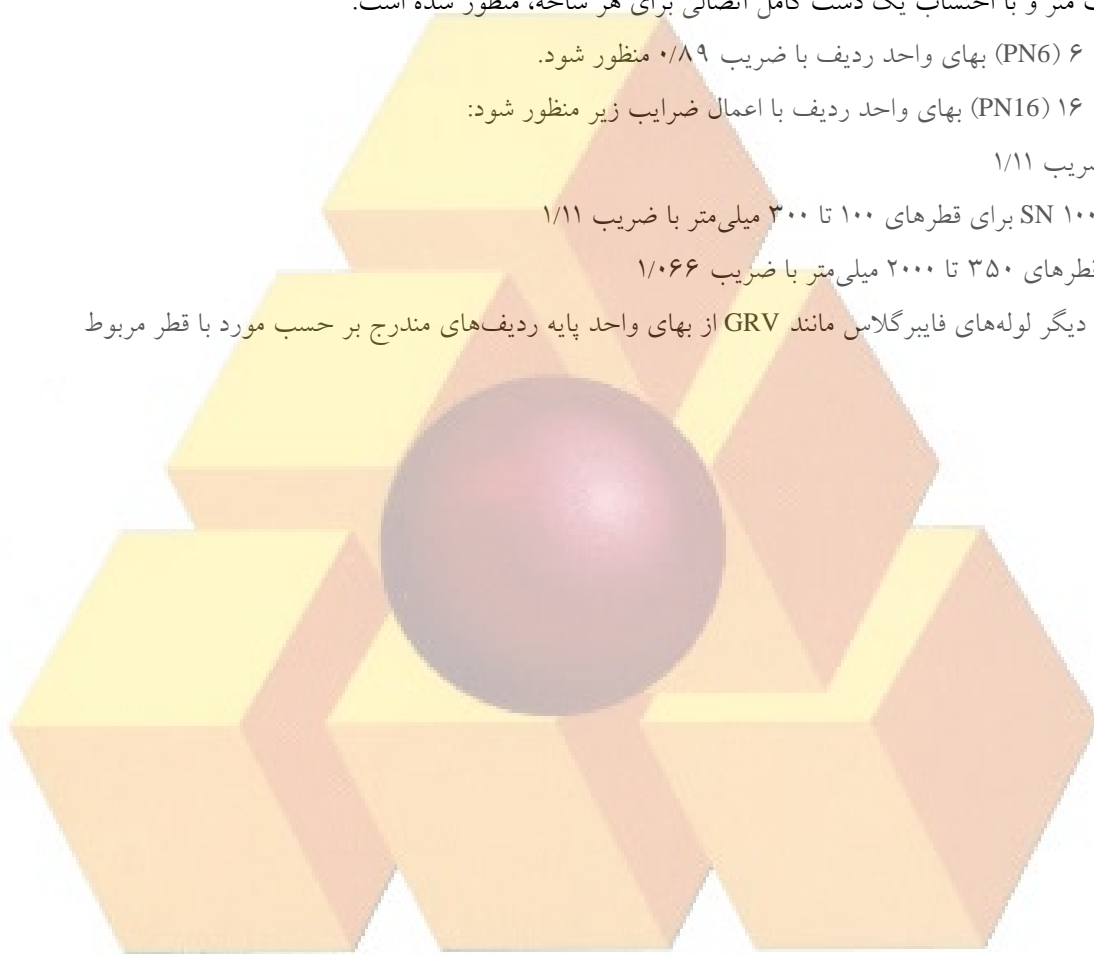 متر و با احتساب یک دست کامل اتصالی برای هر شاخه، منظور شده است.
۶ (PN6) بهای واحد ردیف با ضریب ۰/۸۹ منظور شود.
۱۶ (PN16) بهای واحد ردیف با اعمال ضرایب زیر منظور شود:
ضریب ۱/۱۱
SN برای قطرهای ۱۰۰ تا ۳۰۰ میلی‌متر با ضریب ۱/۱۱
قطرهای ۳۵۰ تا ۲۰۰۰ میلی‌متر با ضریب ۱/۰۶۶
دیگر لوله‌های فایبرگلاس مانند GRV از بهای واحد پایه ردیف‌های مندرج بر حسب مورد با قطر مربوط